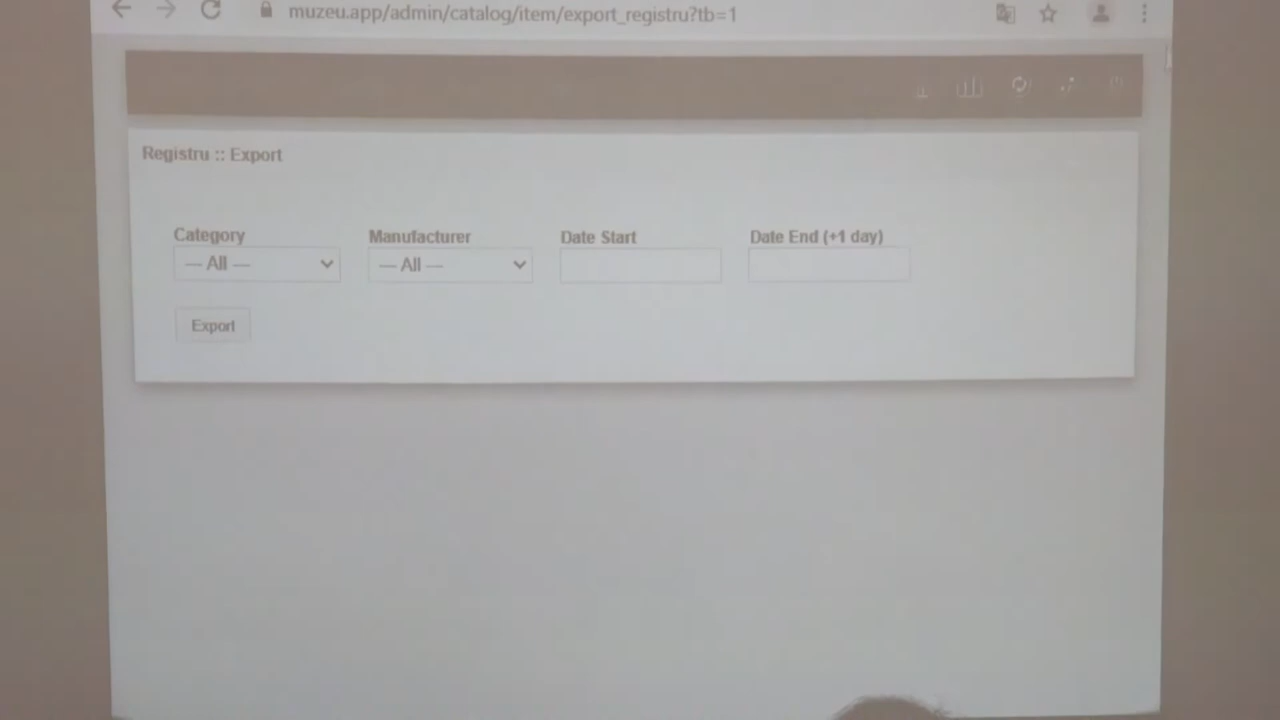 muzeu.app/admin/catalog/item/export_registru?tb=1
Registru :: Export
Category Manufacturer Date Start Date End (+1 day)
— All — — All —
Export